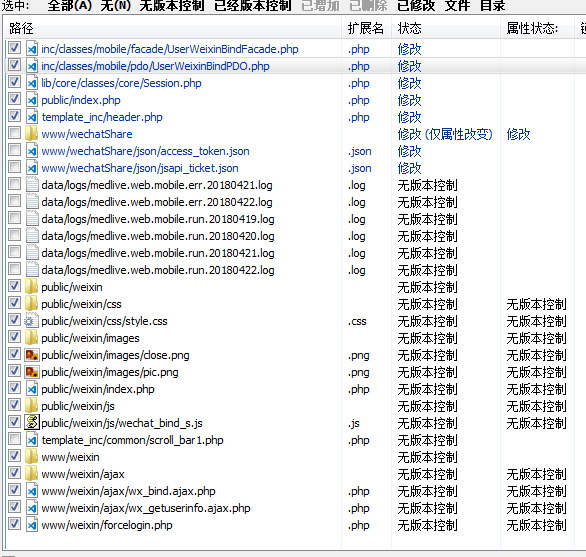 选中: 全部(A) 无(N) 无版本控制 已经版本控制 已增加 已删除 已修改 文件 目录
路径 扩展名 状态 属性状态:
inc/classes/mobile/facade/UserWeixinBindFacade.php .php 修改
inc/classes/mobile/pdo/UserWeixinBindPDO.php .php 修改
lib/core/classes/core/Session.php .php 修改
public/index.php .php 修改
template_inc/header.php .php 修改
www/wechatShare 修改 (仅属性改变) 修改
www/wechatShare/json/access_token.json .json 修改
www/wechatShare/json/jsapi_ticket.json .json 修改
data/logs/medlive.web.mobile.err.20180421.log .log 无版本控制
data/logs/medlive.web.mobile.err.20180422.log .log 无版本控制
data/logs/medlive.web.mobile.run.20180419.log .log 无版本控制
data/logs/medlive.web.mobile.run.20180420.log .log 无版本控制
data/logs/medlive.web.mobile.run.20180421.log .log 无版本控制
data/logs/medlive.web.mobile.run.20180422.log .log 无版本控制
public/weixin 无版本控制
public/weixin/css 无版本控制 无版本控制
public/weixin/css/style.css .css 无版本控制 无版本控制
public/weixin/images 无版本控制 无版本控制
public/weixin/images/close.png .png 无版本控制 无版本控制
public/weixin/images/pic.png .png 无版本控制 无版本控制
public/weixin/index.php .php 无版本控制 无版本控制
public/weixin/js 无版本控制 无版本控制
public/weixin/js/wechat_bind_s.js .js 无版本控制 无版本控制
template_inc/common/scroll_bar1.php .php 无版本控制
www/weixin 无版本控制
www/weixin/ajax 无版本控制 无版本控制
www/weixin/ajax/wx_bind.ajax.php .php 无版本控制 无版本控制
www/weixin/ajax/wx_getuserinfo.ajax.php .php 无版本控制 无版本控制
www/weixin/forcelogin.php .php 无版本控制 无版本控制